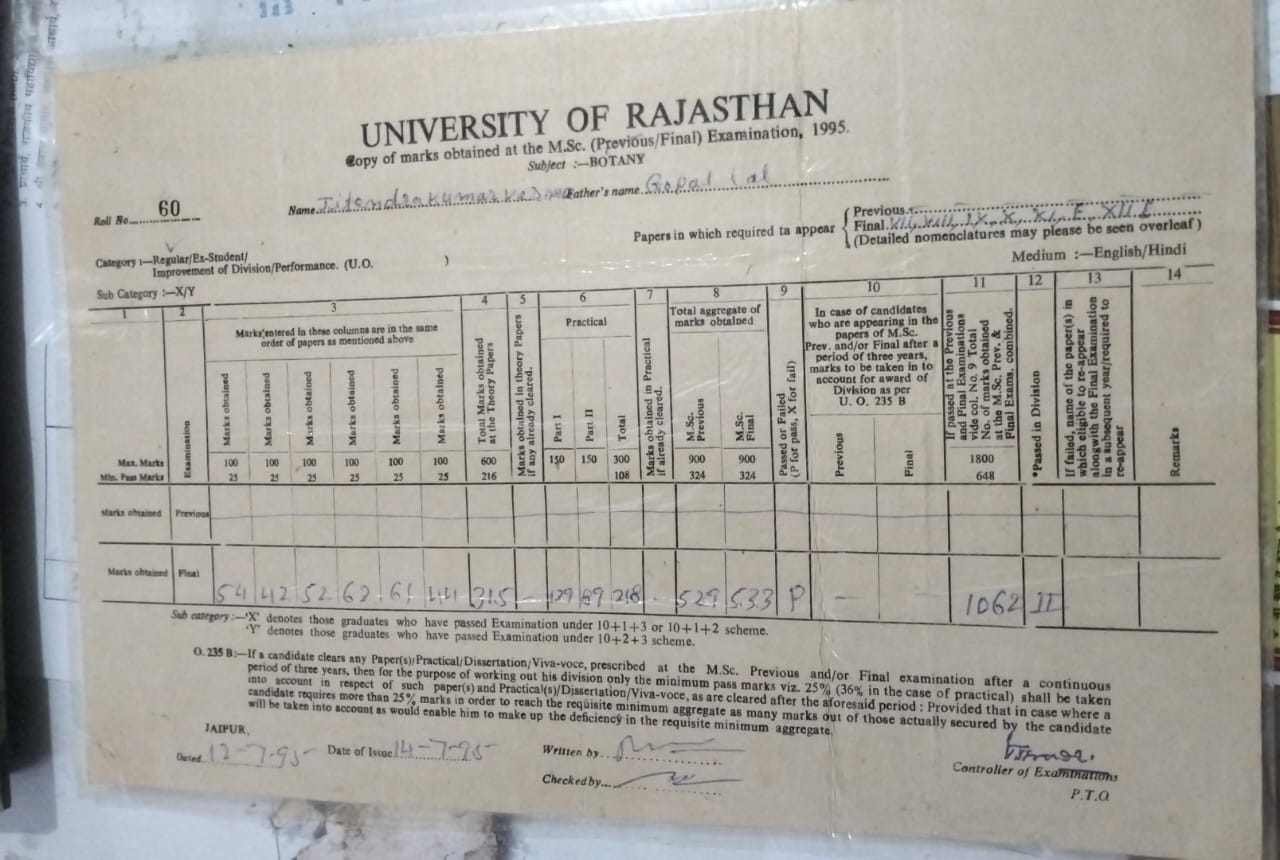 UNIVERSITY OF RAJASTHAN
Copy of marks obtained at the M.Sc. (Previous/Final) Examination, 1995.
Subject :—BOTANY
Roll No. 60 Name Jitendra kumar Father's name Gopal lal
Papers in which required ta appear
Previous
Final VII, VIII, IX, X, XI, E XII E
(Detailed nomenclatures may please be seen overleaf)
Category :—Regular/Ex-Student/
Improvement of Division/Performance. (U.O. )
Medium :—English/Hindi
Sub Category :—X/Y
1 2 3 4 5 6 7 8 9 10 11 12 13 14
Examination
Marks entered in these columns are in the same
order of papers as mentioned above
Marks obtained Marks obtained Marks obtained Marks obtained Marks obtained Marks obtained
Total Marks obtained
at the Theory Papers
Marks obtained in theory Papers
if any already cleared.
Practical
Part I Part II Total
Marks obtained in Practical
if already cleared.
Total aggregate of
marks obtained
M.Sc.
Previous
M.Sc.
Final
Passed or Failed
(P for pass, X for fail)
In case of candidates
who are appearing in the
papers of M.Sc.
Prev. and/or Final after a
period of three years,
marks to be taken in to
account for award of
Division as per
U. O. 235 B
Previous Final
If passed at the Previous
and Final Examinations
vide col. No. 9 Total
No. of marks obtained
at the M.Sc. Prev. &
Final Exams. combined.
*Passed in Division
If failed, name of the paper(s) in
which eligible to re-appear
alongwith the Final Examination
in a subsequent year/required to
re-appear
Remarks
Max. Marks 100 100 100 100 100 100 600 150 150 300 900 900 1800
Min. Pass Marks 25 25 25 25 25 25 216 108 324 324 648
Marks obtained Previous
Marks obtained Final 54 42 52 62 61 44 315 - 129 89 218 - 529 533 P - - 1062 II
Sub category :—'X' denotes those graduates who have passed Examination under 10+1+3 or 10+1+2 scheme.
'Y' denotes those graduates who have passed Examination under 10+2+3 scheme.
O. 235 B:—If a candidate clears any Paper(s)/Practical/Dissertation/Viva-voce, prescribed at the M.Sc. Previous and/or Final examination after a continuous
period of three years, then for the purpose of working out his division only the minimum pass marks viz. 25% (36% in the case of practical) shall be taken
into account in respect of such paper(s) and Practical(s)/Dissertation/Viva-voce, as are cleared after the aforesaid period : Provided that in case where a
candidate requires more than 25% marks in order to reach the requisite minimum aggregate as many marks out of those actually secured by the candidate
will be taken into account as would enable him to make up the deficiency in the requisite minimum aggregate.
JAIPUR,
Dated 12-7-95 Date of Issue 14-7-95 Written by
Checked by
Controller of Examinations
P.T.O.